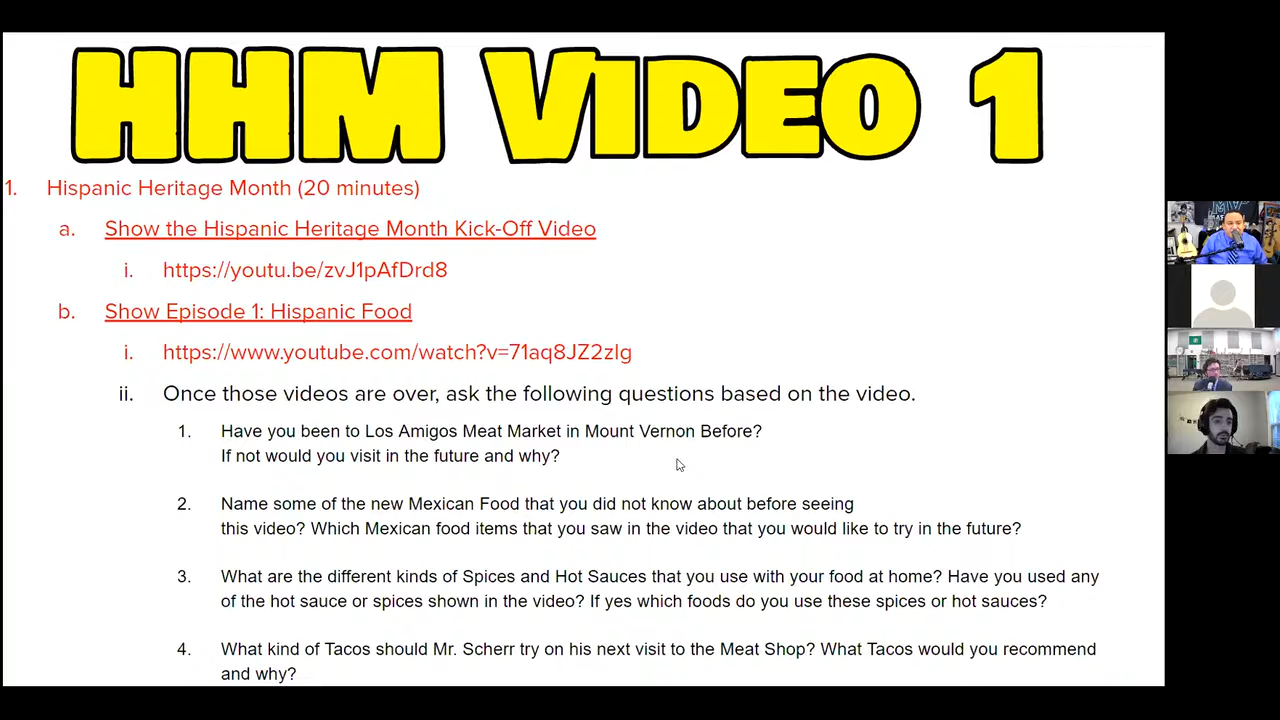 HHM VIDEO 1
1. Hispanic Heritage Month (20 minutes)
a. Show the Hispanic Heritage Month Kick-Off Video
i. https://youtu.be/zvJ1pAfDrd8
b. Show Episode 1: Hispanic Food
i. https://www.youtube.com/watch?v=71aq8JZ2zIg
ii. Once those videos are over, ask the following questions based on the video.
1. Have you been to Los Amigos Meat Market in Mount Vernon Before?
If not would you visit in the future and why?
2. Name some of the new Mexican Food that you did not know about before seeing
this video? Which Mexican food items that you saw in the video that you would like to try in the future?
3. What are the different kinds of Spices and Hot Sauces that you use with your food at home? Have you used any
of the hot sauce or spices shown in the video? If yes which foods do you use these spices or hot sauces?
4. What kind of Tacos should Mr. Scherr try on his next visit to the Meat Shop? What Tacos would you recommend
and why?